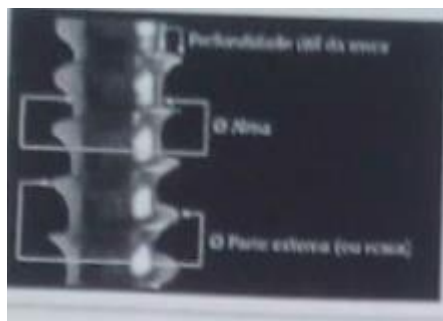 Profundidade útil da rosca
Ø Alma
Ø Parte externa (ou rosca)